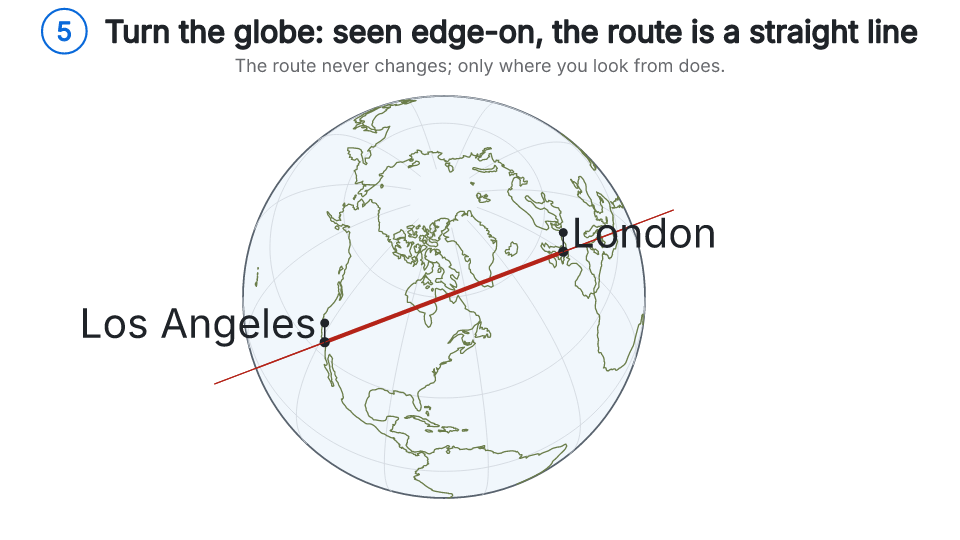 5 Turn the globe: seen edge-on, the route is a straight line
The route never changes; only where you look from does.
London
Los Angeles